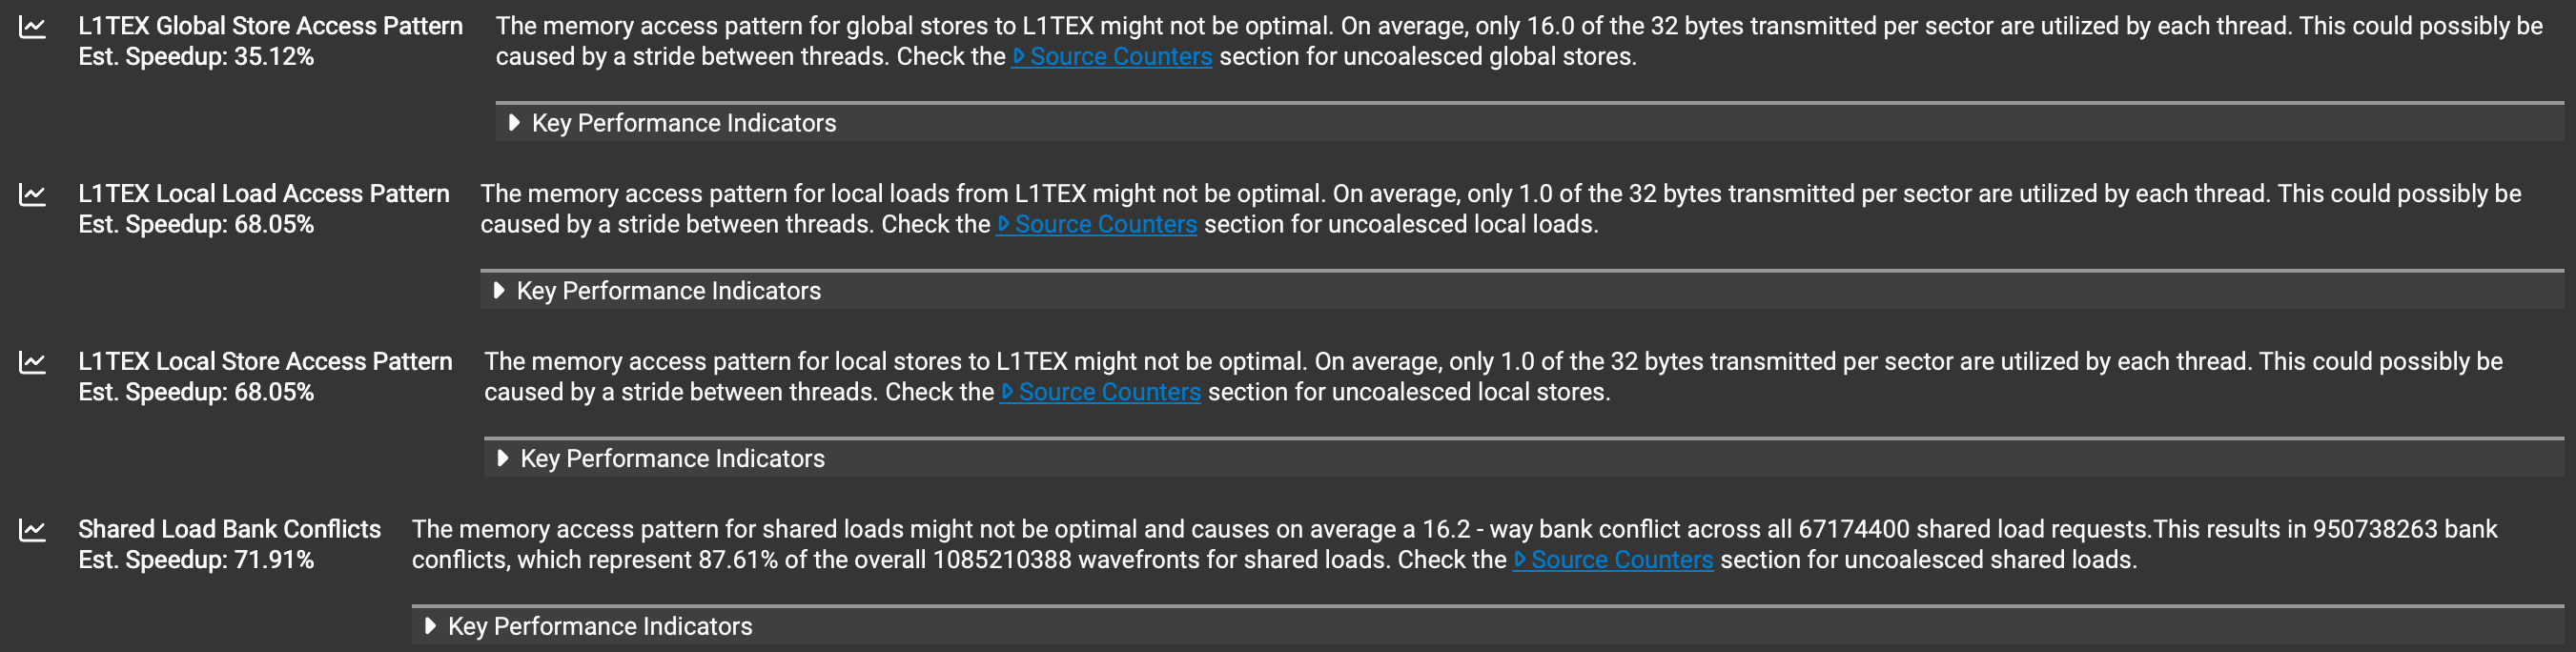 L1TEX Global Store Access Pattern
Est. Speedup: 35.12%
The memory access pattern for global stores to L1TEX might not be optimal. On average, only 16.0 of the 32 bytes transmitted per sector are utilized by each thread. This could possibly be
caused by a stride between threads. Check the Source Counters section for uncoalesced global stores.
Key Performance Indicators
L1TEX Local Load Access Pattern
Est. Speedup: 68.05%
The memory access pattern for local loads from L1TEX might not be optimal. On average, only 1.0 of the 32 bytes transmitted per sector are utilized by each thread. This could possibly be
caused by a stride between threads. Check the Source Counters section for uncoalesced local loads.
Key Performance Indicators
L1TEX Local Store Access Pattern
Est. Speedup: 68.05%
The memory access pattern for local stores to L1TEX might not be optimal. On average, only 1.0 of the 32 bytes transmitted per sector are utilized by each thread. This could possibly be
caused by a stride between threads. Check the Source Counters section for uncoalesced local stores.
Key Performance Indicators
Shared Load Bank Conflicts
Est. Speedup: 71.91%
The memory access pattern for shared loads might not be optimal and causes on average a 16.2 - way bank conflict across all 67174400 shared load requests.This results in 950738263 bank
conflicts, which represent 87.61% of the overall 1085210388 wavefronts for shared loads. Check the Source Counters section for uncoalesced shared loads.
Key Performance Indicators